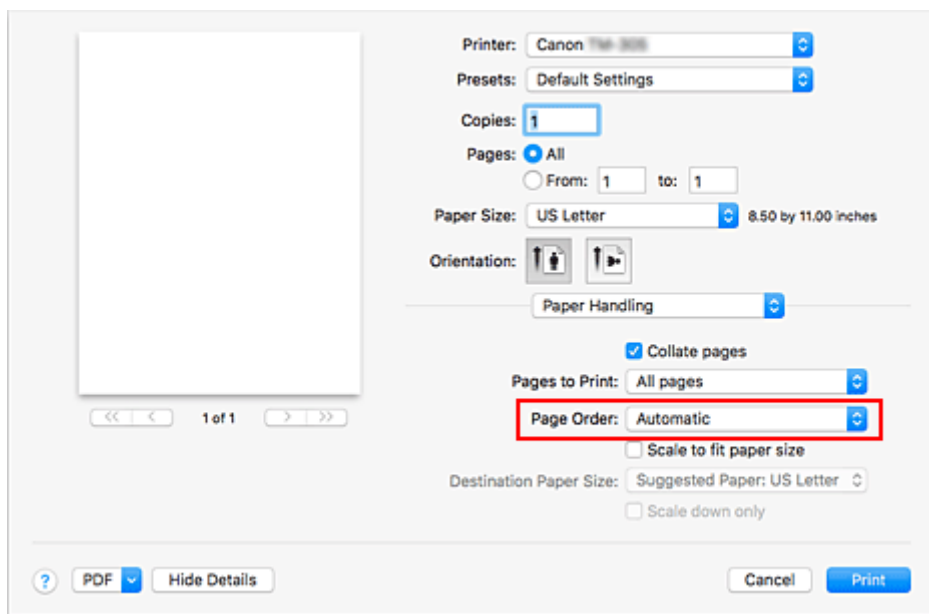 Printer: Canon
Presets: Default Settings
Copies: 1
Pages: All
From: 1 to: 1
Paper Size: US Letter 8.50 by 11.00 inches
Orientation:
Paper Handling
Collate pages
Pages to Print: All pages
<< < 1 of 1 > >>
Page Order: Automatic
Scale to fit paper size
Destination Paper Size: Suggested Paper: US Letter
Scale down only
? PDF Hide Details Cancel Print